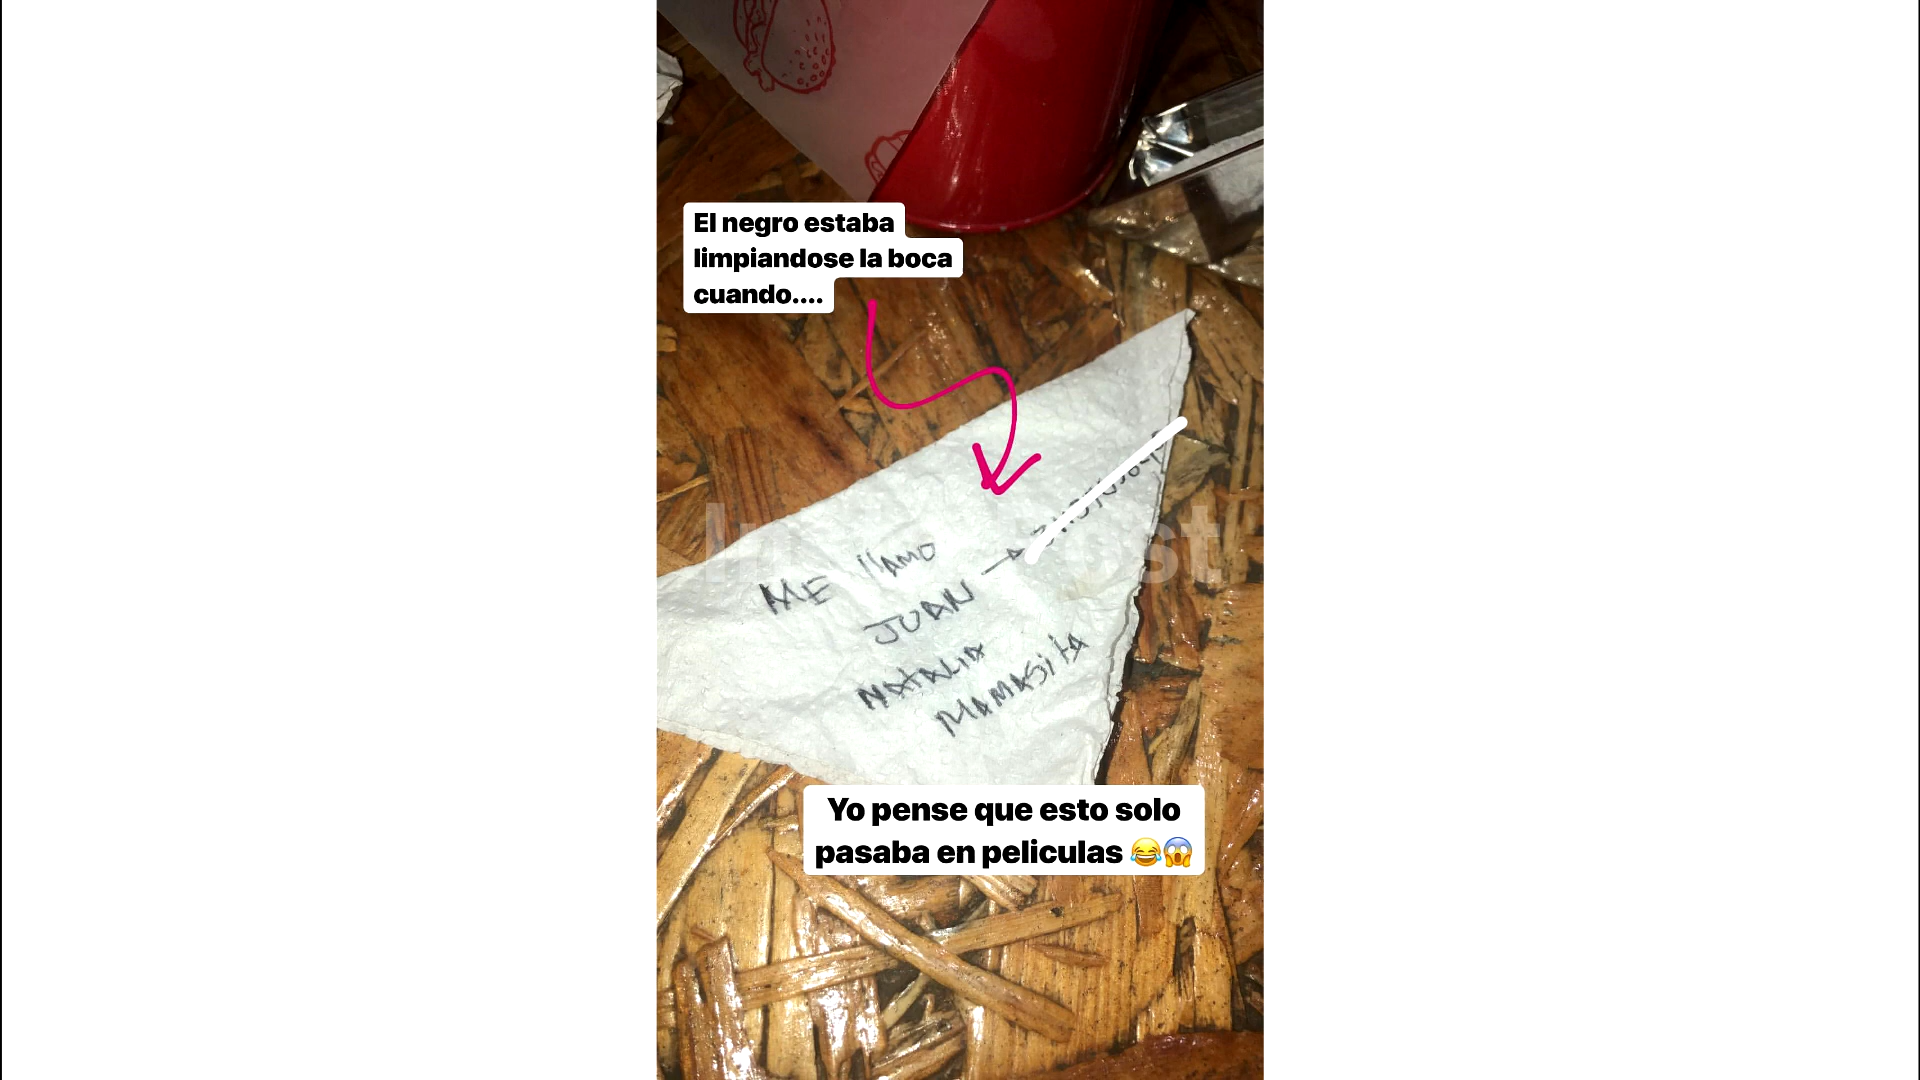 El negro estaba
limpiandose la boca
cuando....
ME llamo
JUAN →
NATALIA
MAMASITA
Yo pense que esto solo
pasaba en peliculas 😂😱